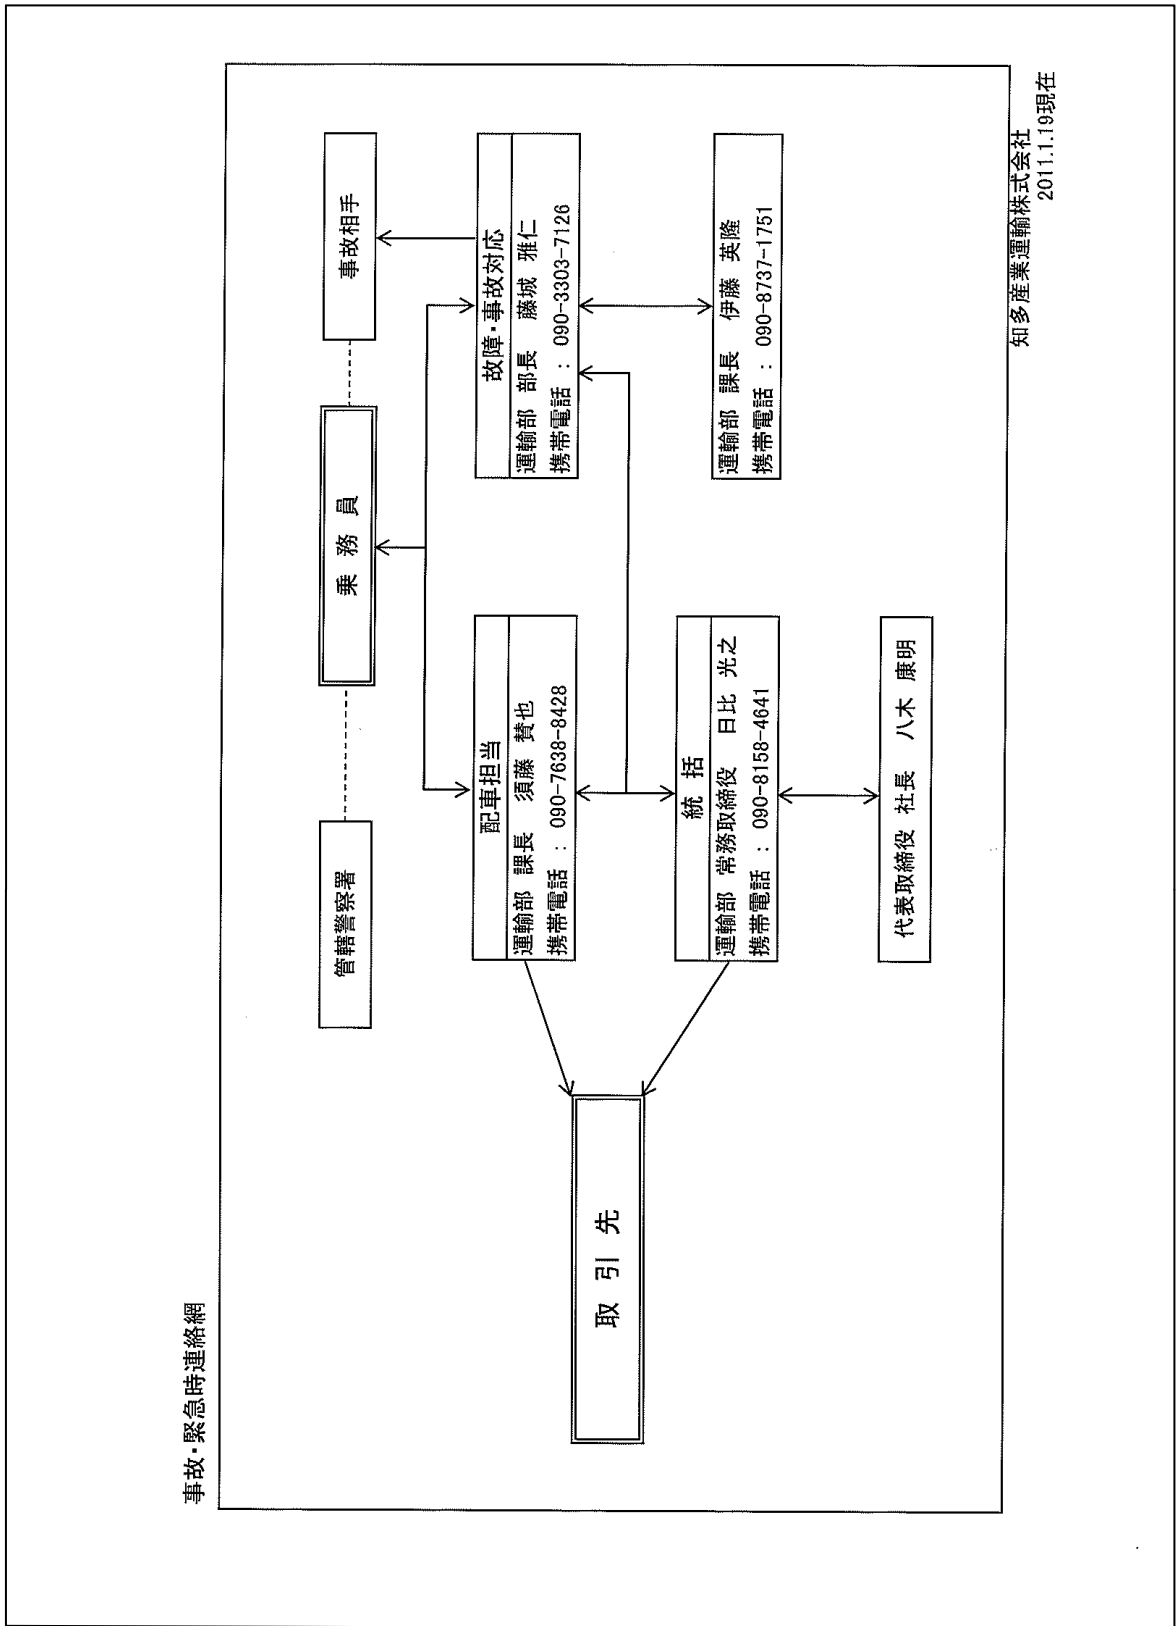 事故・緊急時連絡網
管轄警察署
乗 務 員
事故相手
配車担当
運輸部 課長 須藤 賛也
携帯電話 : 090-7638-8428
故障・事故対応
運輸部 部長 藤城 雅仁
携帯電話 : 090-3303-7126
取 引 先
統 括
運輸部 常務取締役 日比 光之
携帯電話 : 090-8158-4641
運輸部 課長 伊藤 英隆
携帯電話 : 090-8737-1751
代表取締役 社長 八木 康明
知多産業運輸株式会社
2011.1.19現在